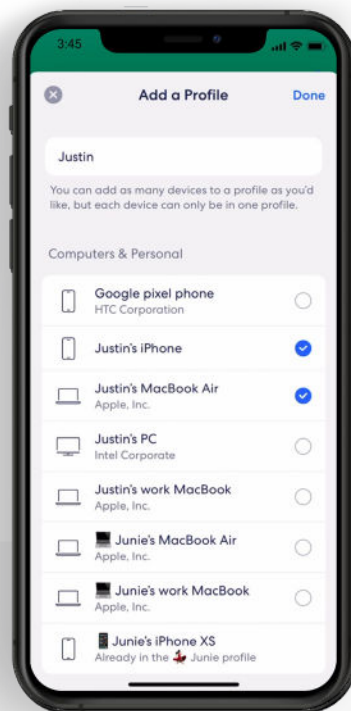 3:45
Add a Profile
Done
Justin
You can add as many devices to a profile as you'd
like, but each device can only be in one profile.
Computers & Personal
Google pixel phone
HTC Corporation
Justin's iPhone
Justin's MacBook Air
Apple, Inc.
Justin's PC
Intel Corporate
Justin's work MacBook
Apple, Inc.
Junie's MacBook Air
Apple, Inc.
Junie's work MacBook
Apple, Inc.
Junie's iPhone XS
Already in the 💃 Junie profile